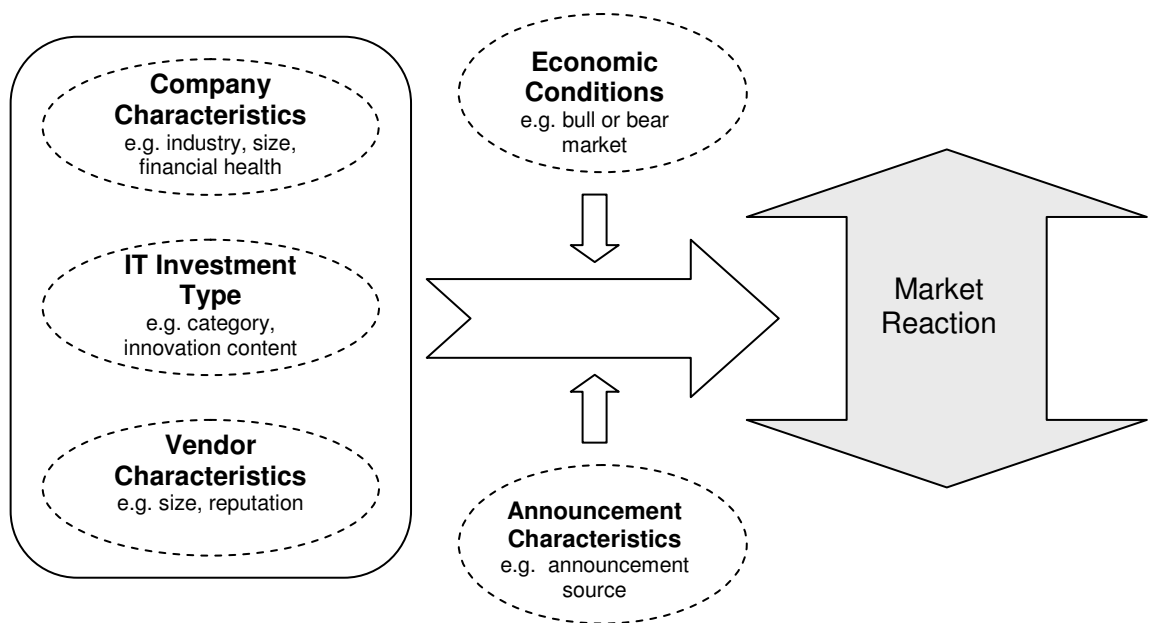 Company
Characteristics
e.g. industry, size,
financial health
IT Investment
Type
e.g. category,
innovation content
Vendor
Characteristics
e.g. size, reputation
Economic
Conditions
e.g. bull or bear
market
Announcement
Characteristics
e.g. announcement
source
Market
Reaction